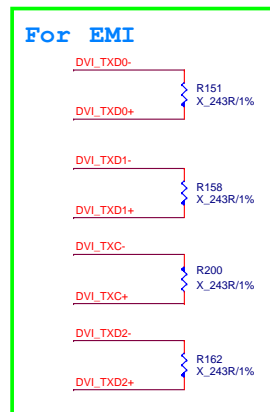 For EMI
DVI_TXD0-
R151
X_243R/1%
DVI_TXD0+
DVI_TXD1-
R158
X_243R/1%
DVI_TXD1+
DVI_TXC-
R200
X_243R/1%
DVI_TXC+
DVI_TXD2-
R162
X_243R/1%
DVI_TXD2+